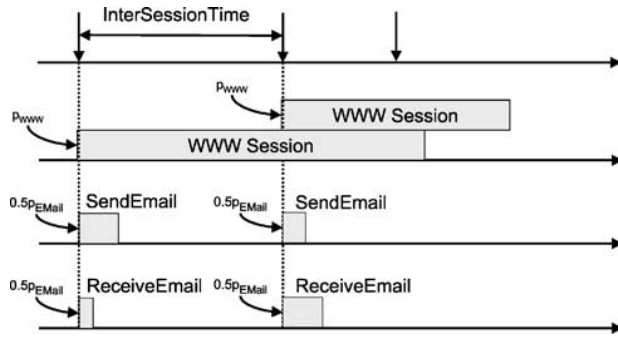 InterSessionTime
pWWW
WWW Session
pWWW
WWW Session
0.5pEMail
SendEmail
0.5pEMail
SendEmail
0.5pEMail
ReceiveEmail
0.5pEMail
ReceiveEmail